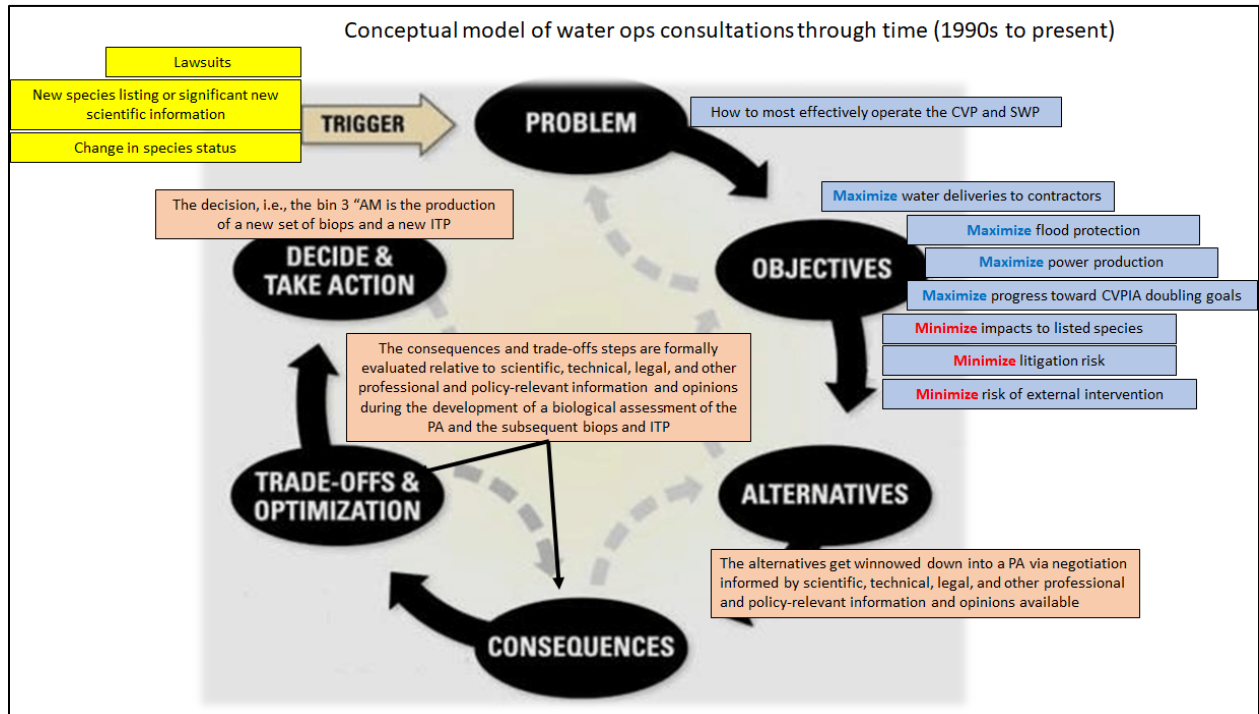 Conceptual model of water ops consultations through time (1990s to present)
Lawsuits
New species listing or significant new
scientific information
Change in species status
TRIGGER
PROBLEM
How to most effectively operate the CVP and SWP
Maximize water deliveries to contractors
Maximize flood protection
Maximize power production
Maximize progress toward CVPIA doubling goals
Minimize impacts to listed species
Minimize litigation risk
Minimize risk of external intervention
OBJECTIVES
The decision, i.e., the bin 3 “AM is the production
of a new set of biops and a new ITP
DECIDE &
TAKE ACTION
The consequences and trade-offs steps are formally
evaluated relative to scientific, technical, legal, and other
professional and policy-relevant information and opinions
during the development of a biological assessment of the
PA and the subsequent biops and ITP
TRADE-OFFS &
OPTIMIZATION
ALTERNATIVES
The alternatives get winnowed down into a PA via negotiation
informed by scientific, technical, legal, and other professional
and policy-relevant information and opinions available
CONSEQUENCES